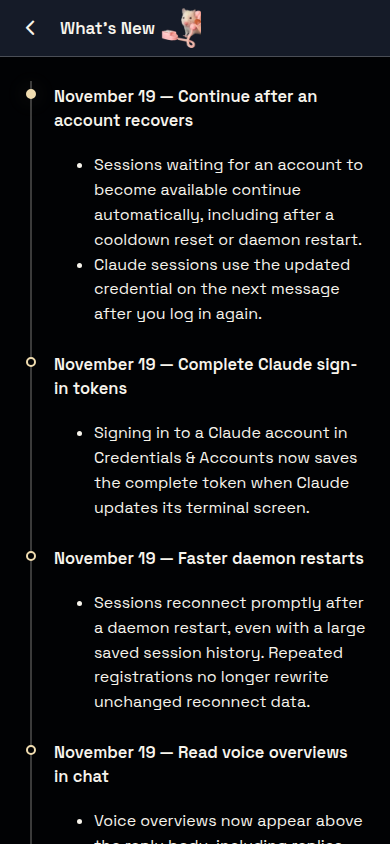 What's New
November 19 — Continue after an
account recovers
Sessions waiting for an account to
become available continue
automatically, including after a
cooldown reset or daemon restart.
Claude sessions use the updated
credential on the next message
after you log in again.
November 19 — Complete Claude sign-
in tokens
Signing in to a Claude account in
Credentials & Accounts now saves
the complete token when Claude
updates its terminal screen.
November 19 — Faster daemon restarts
Sessions reconnect promptly after
a daemon restart, even with a large
saved session history. Repeated
registrations no longer rewrite
unchanged reconnect data.
November 19 — Read voice overviews
in chat
Voice overviews now appear above
the reply body, including replies